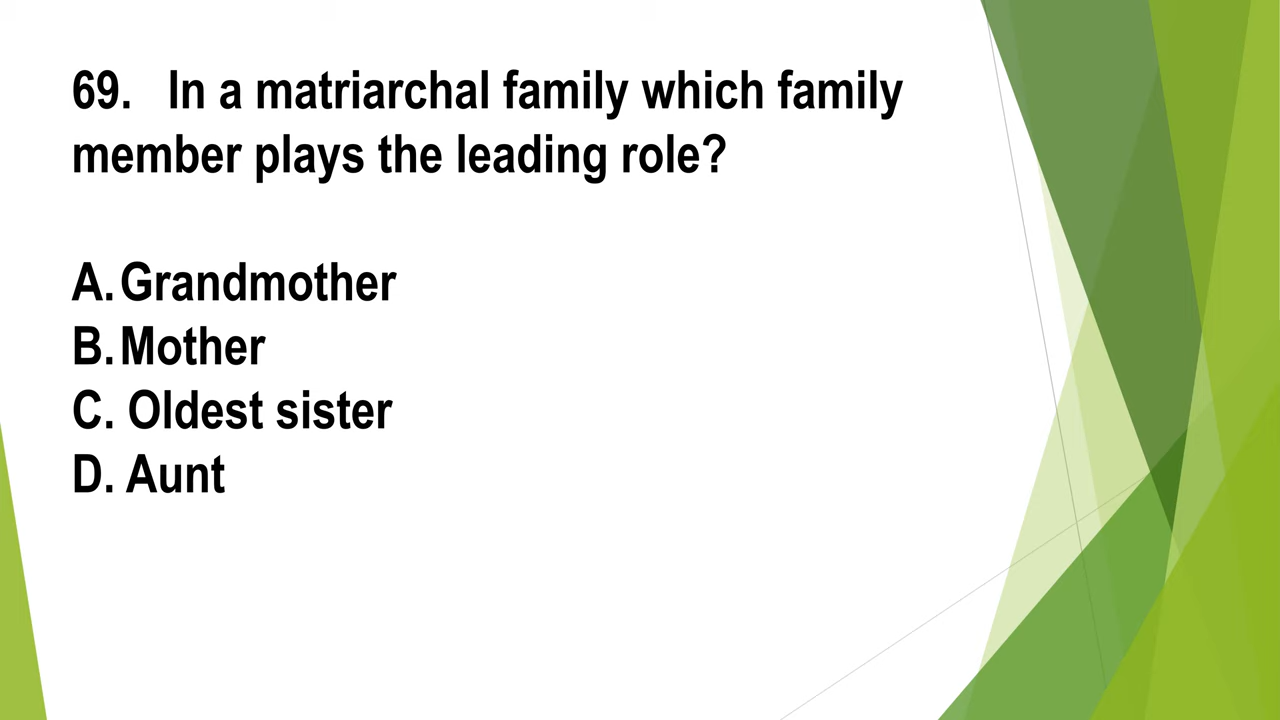 69. In a matriarchal family which family
member plays the leading role?
A. Grandmother
B. Mother
C. Oldest sister
D. Aunt